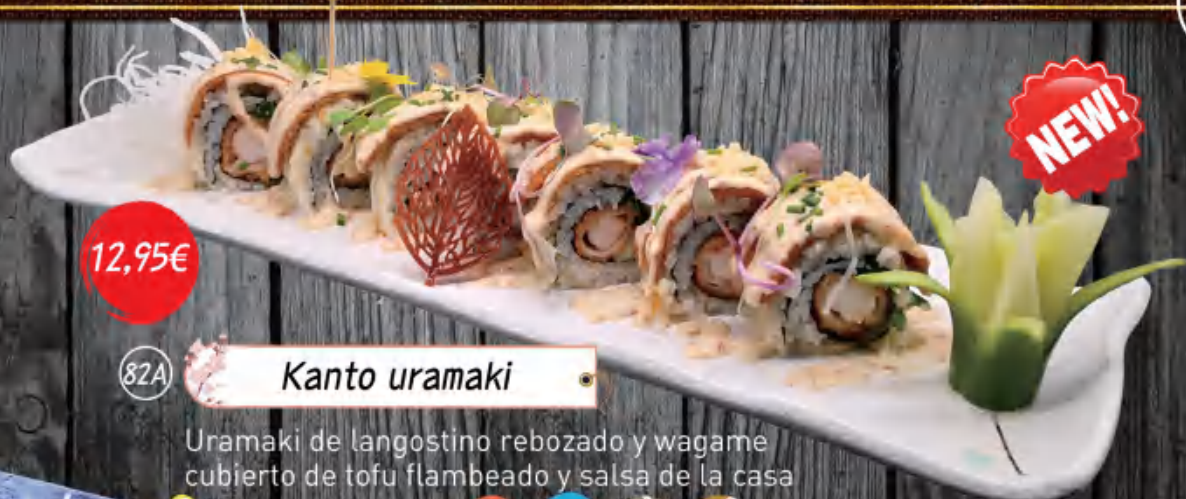 NEW!
12,95€
82A
Kanto uramaki
Uramaki de langostino rebozado y wagame
cubierto de tofu flambeado y salsa de la casa